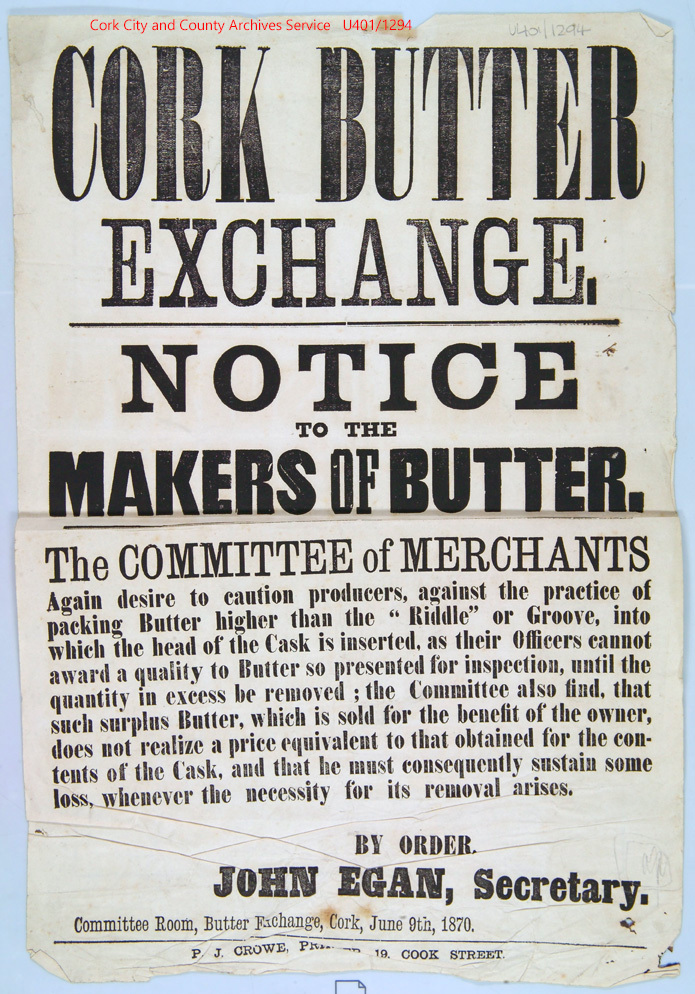 Cork City and County Archives Service U401/1294
U401/1294
CORK BUTTER
EXCHANGE.
NOTICE
TO THE
MAKERS OF BUTTER.
The COMMITTEE of MERCHANTS
Again desire to caution producers, against the practice of
packing Butter higher than the “ Riddle” or Groove, into
which the head of the Cask is inserted, as their Officers cannot
award a quality to Butter so presented for inspection, until the
quantity in excess be removed ; the Committee also find, that
such surplus Butter, which is sold for the benefit of the owner,
does not realize a price equivalent to that obtained for the con-
tents of the Cask, and that he must consequently sustain some
loss, whenever the necessity for its removal arises.
BY ORDER.
JOHN EGAN, Secretary.
Committee Room, Butter Exchange, Cork, June 9th, 1870.
P. J. CROWE, PRINTER 19, COOK STREET.